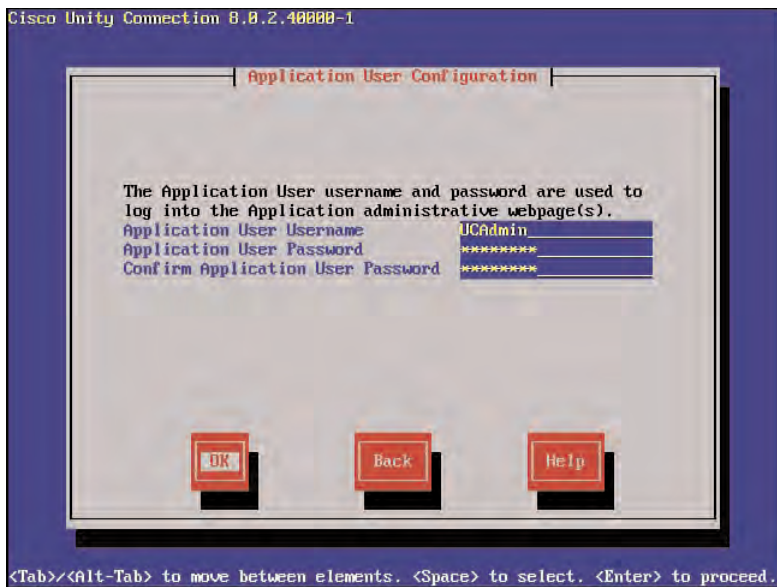 Cisco Unity Connection 8.0.2.40000-1
Application User Configuration
The Application User username and password are used to
log into the Application administrative webpage(s).
Application User Username UCAdmin
Application User Password ********
Confirm Application User Password ********
OK Back Help
<Tab>/<Alt-Tab> to move between elements. <Space> to select. <Enter> to proceed.